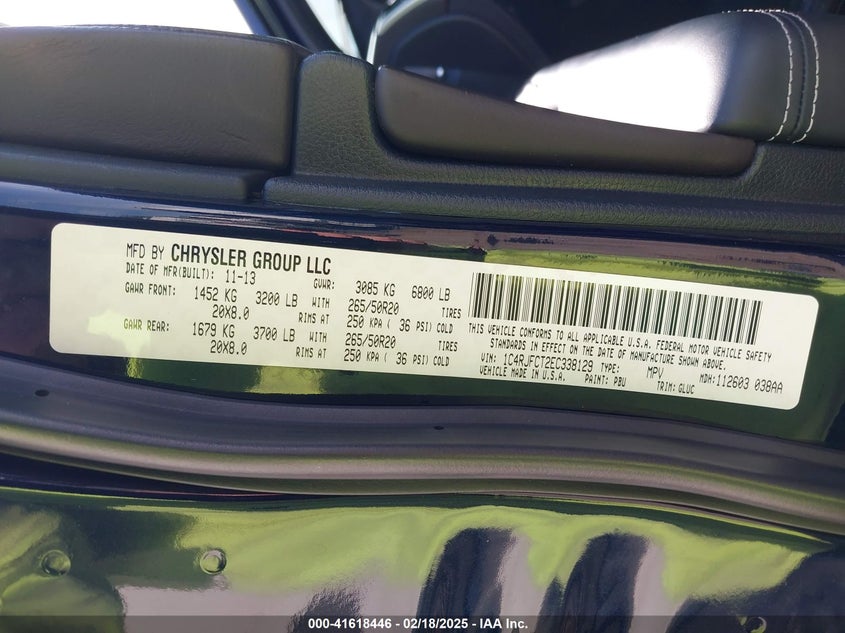 MFD BY CHRYSLER GROUP LLC
DATE OF MFR(BUILT): 11-13 GVWR: 3085 KG 6800 LB
GAWR FRONT: 1452 KG 3200 LB WITH 265/50R20 TIRES
20X8.0 RIMS AT 250 KPA ( 36 PSI) COLD
GAWR REAR: 1679 KG 3700 LB WITH 265/50R20 TIRES
20X8.0 RIMS AT 250 KPA ( 36 PSI) COLD
THIS VEHICLE CONFORMS TO ALL APPLICABLE U.S.A. FEDERAL MOTOR VEHICLE SAFETY
STANDARDS IN EFFECT ON THE DATE OF MANUFACTURE SHOWN ABOVE.
VIN: 1C4RJFCT2EC338129 TYPE: MPV MDH: 112603 038AA
VEHICLE MADE IN U.S.A. PAINT: PBU TRIM: GLUC
000-41618446 - 02/18/2025 - IAA Inc.